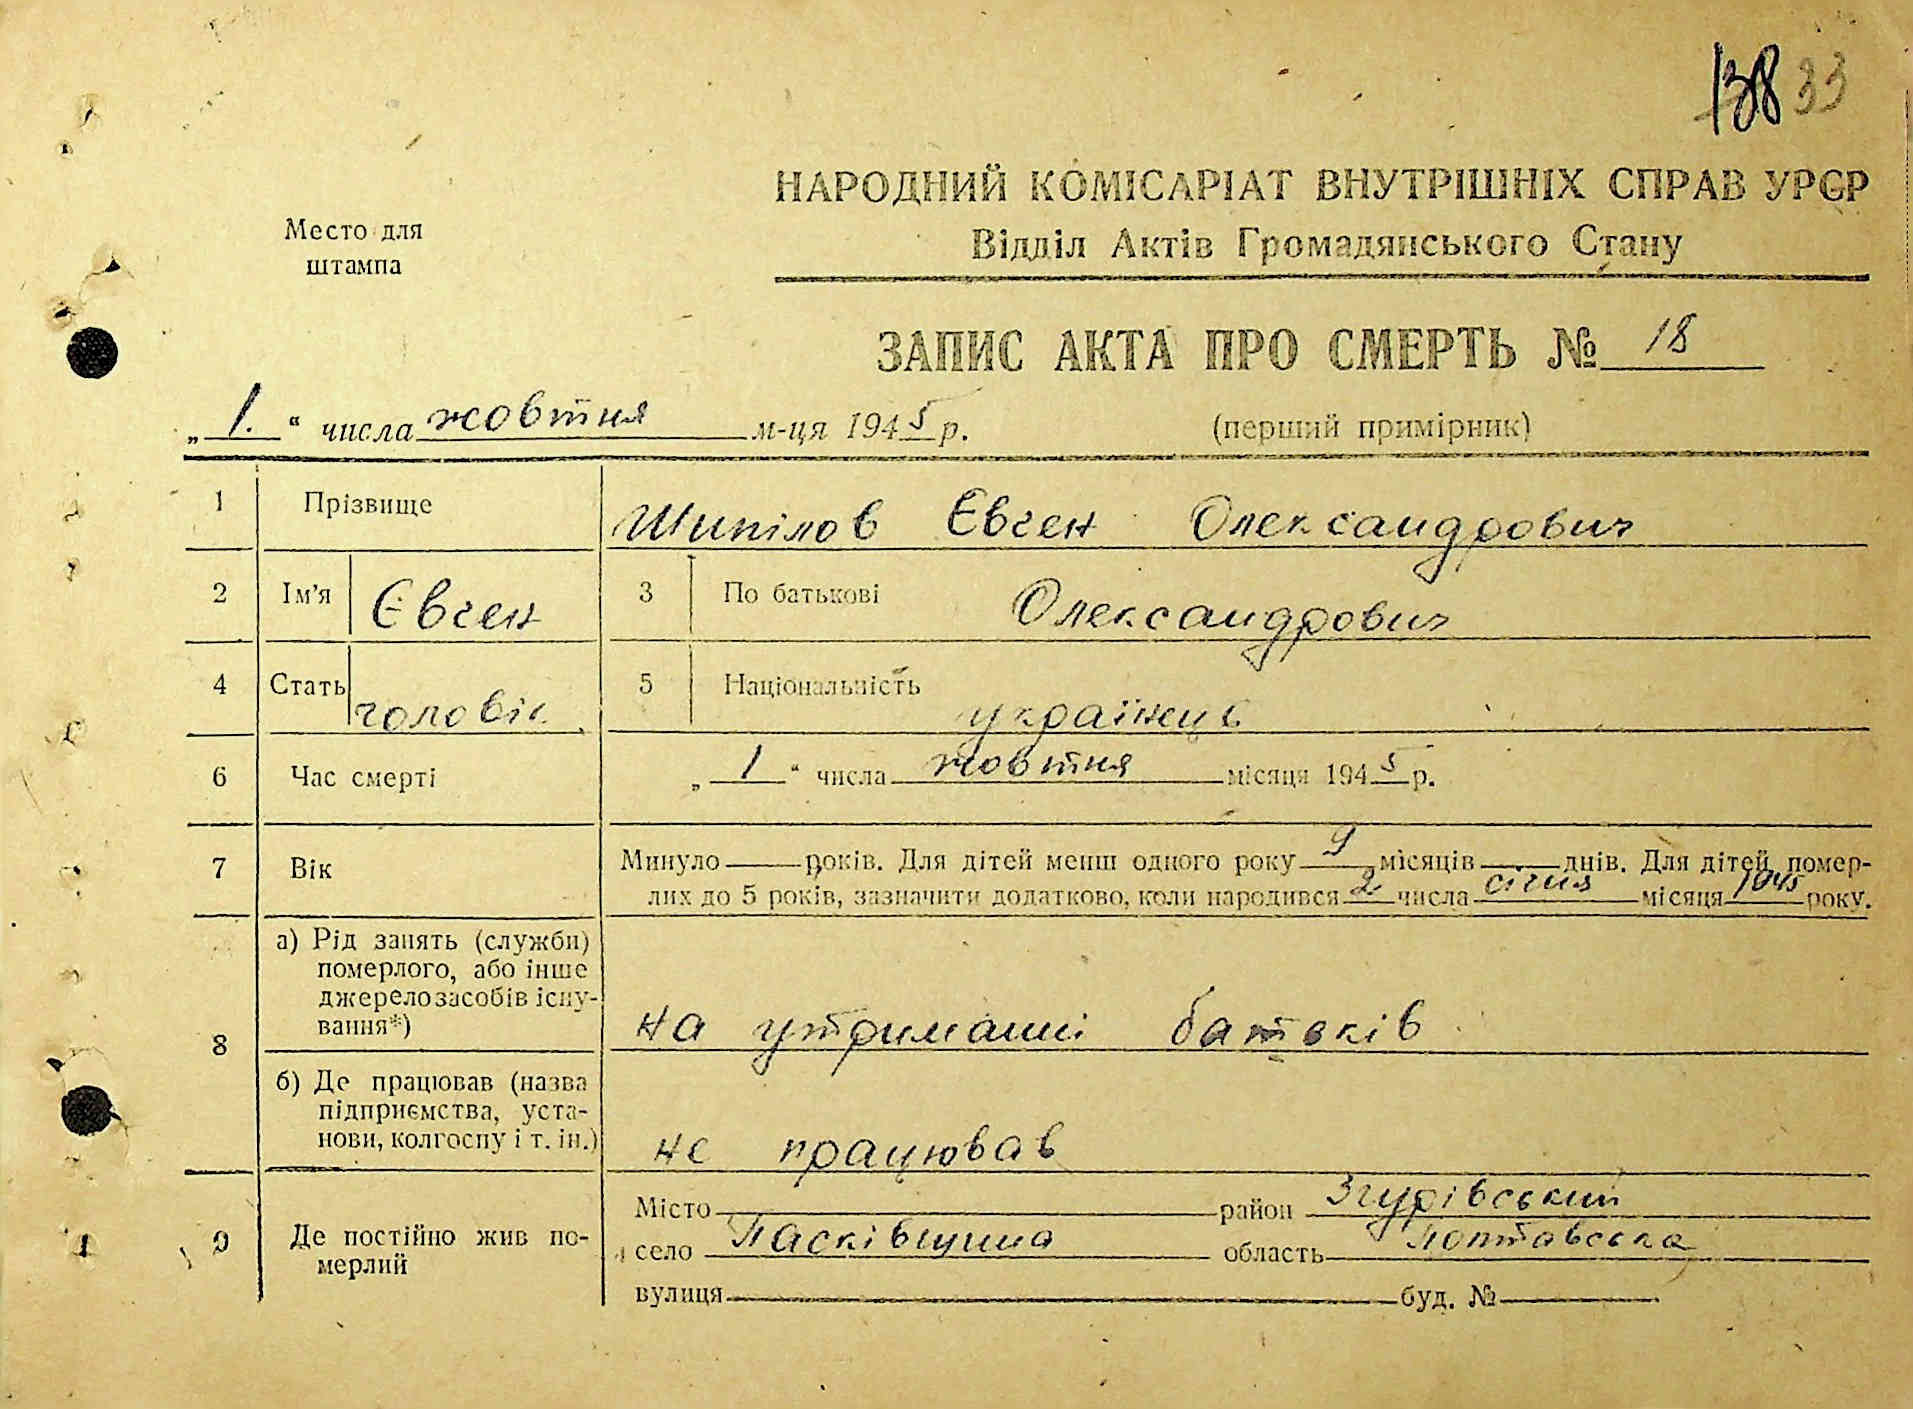 138 33
НАРОДНИЙ КОМІСАРІАТ ВНУТРІШНІХ СПРАВ УРСР
Место для
штампа
Відділ Актів Громадянського Стану
ЗАПИС АКТА ПРО СМЕРТЬ № 18
„ 1. “ числа жовтня м-ця 1945 р. (перший примірник)
1 Прізвище Шипілов Євген Олександрович
2 Ім’я Євген 3 По батькові Олександрович
4 Стать чоловік 5 Національність українець
6 Час смерті „ 1 “ числа жовтня місяця 1945 р.
7 Вік Минуло — років. Для дітей менш одного року 9 місяців — днів. Для дітей, помер-
лих до 5 років, зазначити додатково, коли народився 2 числа січня місяця 1945 року.
8 а) Рід занять (служби)
померлого, або інше
джерело засобів існу-
вання*) на утриманні батьків
б) Де працював (назва
підприємства, уста-
нови, колгоспу і т. ін.) не працював
9 Де постійно жив по-
мерлий
Місто — район Згурівський
село Пасківщина область Полтавська
вулиця — буд. № —